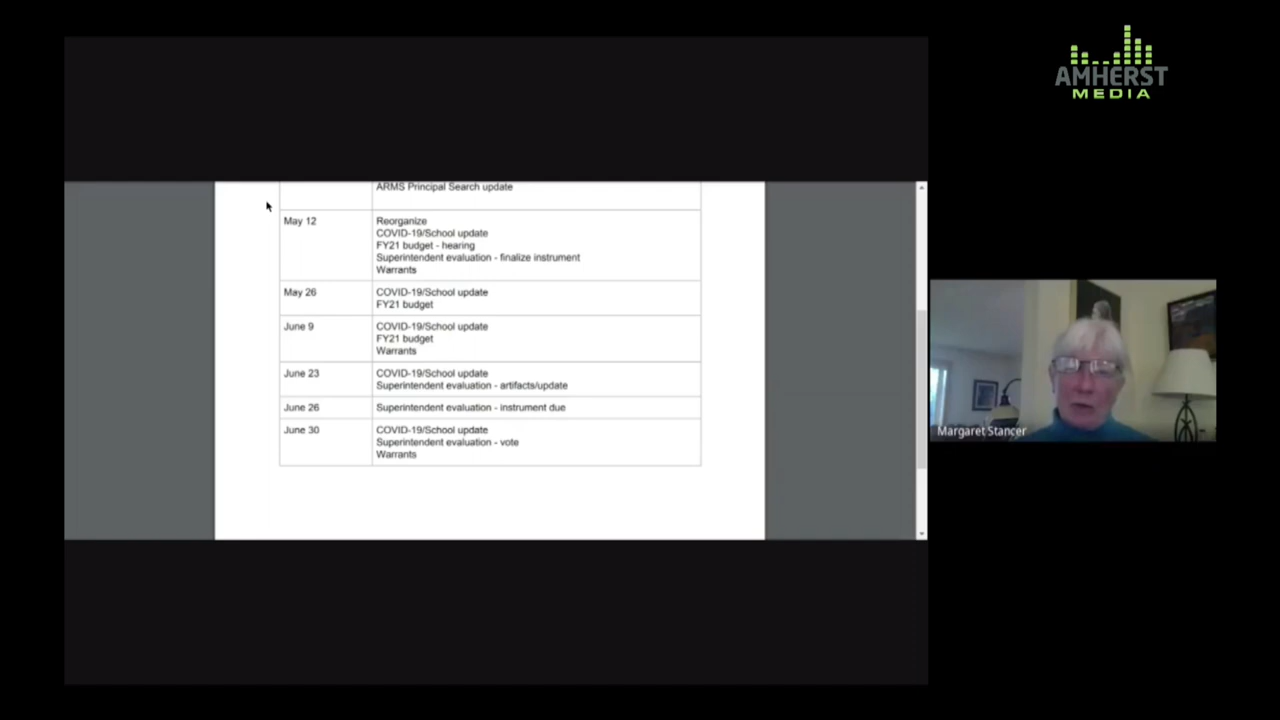 AMHERST
MEDIA
ARMS Principal Search update
May 12
Reorganize
COVID-19/School update
FY21 budget - hearing
Superintendent evaluation - finalize instrument
Warrants
May 26
COVID-19/School update
FY21 budget
June 9
COVID-19/School update
FY21 budget
Warrants
June 23
COVID-19/School update
Superintendent evaluation - artifacts/update
June 26
Superintendent evaluation - instrument due
June 30
COVID-19/School update
Superintendent evaluation - vote
Warrants
Margaret Stancer